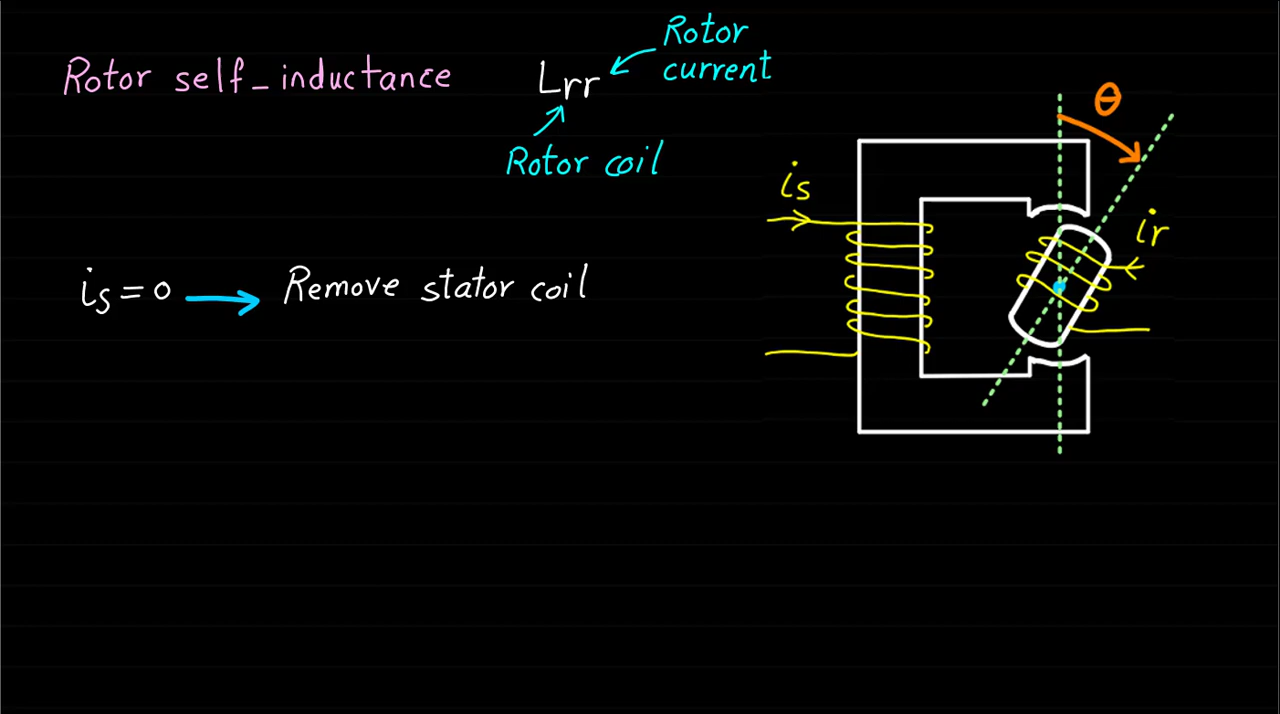 Rotor self_inductance
Lrr
Rotor
current
Rotor coil
θ
is
ir
is = 0 → Remove stator coil